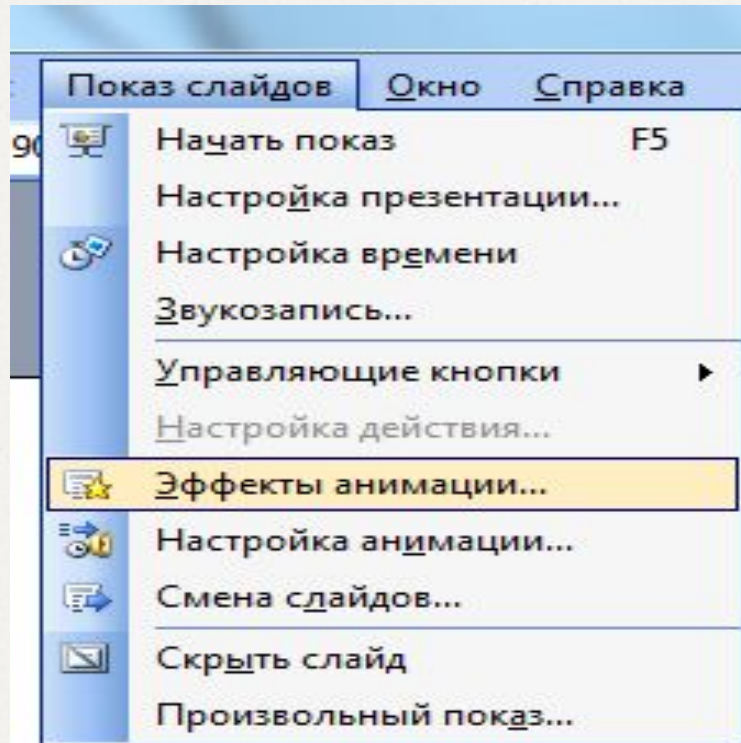 Показ слайдов Окно Справка
90
Начать показ F5
Настройка презентации...
Настройка времени
Звукозапись...
Управляющие кнопки
Настройка действия...
Эффекты анимации...
Настройка анимации...
Смена слайдов...
Скрыть слайд
Произвольный показ...